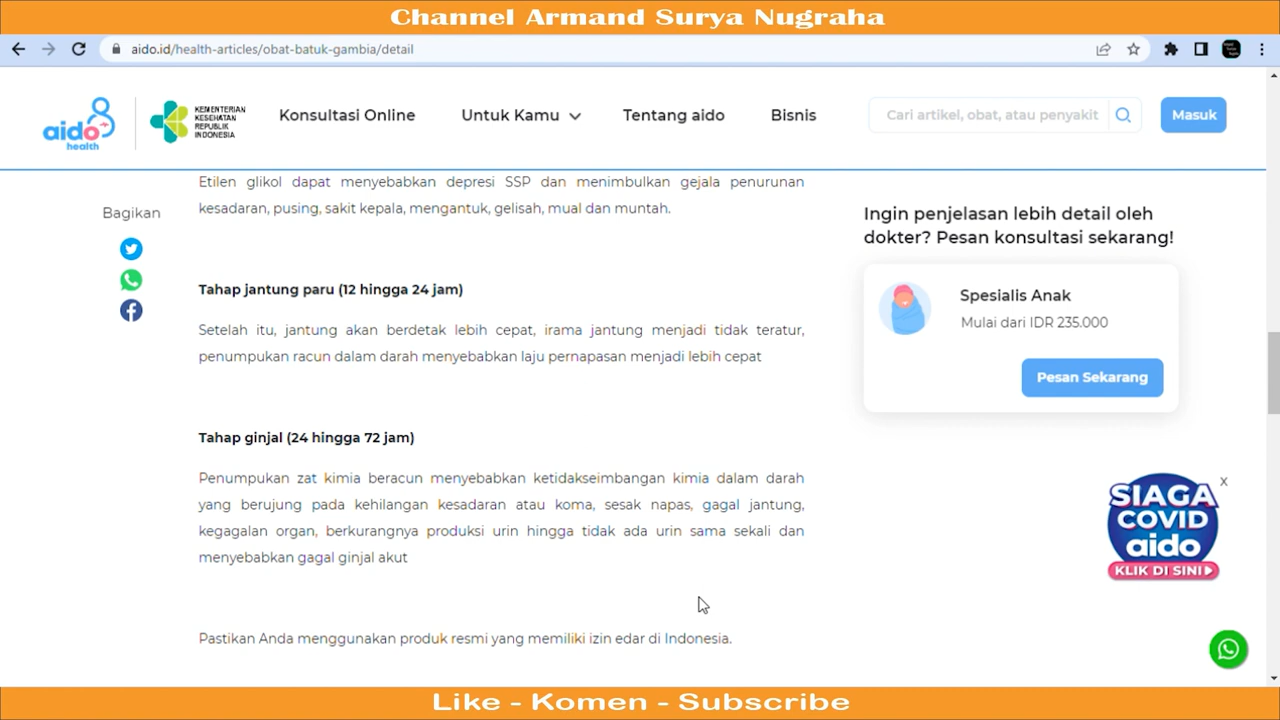 Channel Armand Surya Nugraha
aido.id/health-articles/obat-batuk-gambia/detail
aido
health
KEMENTERIAN
KESEHATAN
REPUBLIK
INDONESIA
Konsultasi Online
Untuk Kamu
Tentang aido
Bisnis
Cari artikel, obat, atau penyakit
Masuk
Bagikan
Etilen glikol dapat menyebabkan depresi SSP dan menimbulkan gejala penurunan
kesadaran, pusing, sakit kepala, mengantuk, gelisah, mual dan muntah.
Tahap jantung paru (12 hingga 24 jam)
Setelah itu, jantung akan berdetak lebih cepat, irama jantung menjadi tidak teratur,
penumpukan racun dalam darah menyebabkan laju pernapasan menjadi lebih cepat
Tahap ginjal (24 hingga 72 jam)
Penumpukan zat kimia beracun menyebabkan ketidakseimbangan kimia dalam darah
yang berujung pada kehilangan kesadaran atau koma, sesak napas, gagal jantung,
kegagalan organ, berkurangnya produksi urin hingga tidak ada urin sama sekali dan
menyebabkan gagal ginjal akut
Pastikan Anda menggunakan produk resmi yang memiliki izin edar di Indonesia.
Ingin penjelasan lebih detail oleh
dokter? Pesan konsultasi sekarang!
Spesialis Anak
Mulai dari IDR 235.000
Pesan Sekarang
x
SIAGA
COVID
aido
KLIK DI SINI
Like - Komen - Subscribe